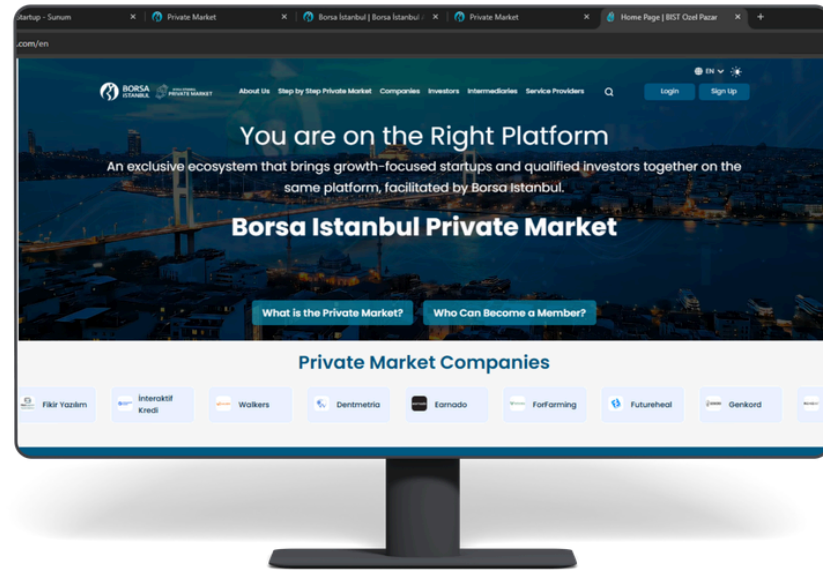 startup - Sunum
Private Market
Borsa İstanbul | Borsa İstanbul
Private Market
Home Page | BIST Ozel Pazar
.com/en
EN
BORSA
ISTANBUL
PRIVATE MARKET
About Us
Step by Step Private Market
Companies
Investors
Intermediaries
Service Providers
Login
Sign Up
You are on the Right Platform
An exclusive ecosystem that brings growth-focused startups and qualified investors together on the
same platform, facilitated by Borsa Istanbul.
Borsa Istanbul Private Market
What is the Private Market?
Who Can Become a Member?
Private Market Companies
Fikir Yazılım
İnteraktif
Kredi
Walkers
Dentmetria
Earnado
ForFarming
Futureheal
Genkord